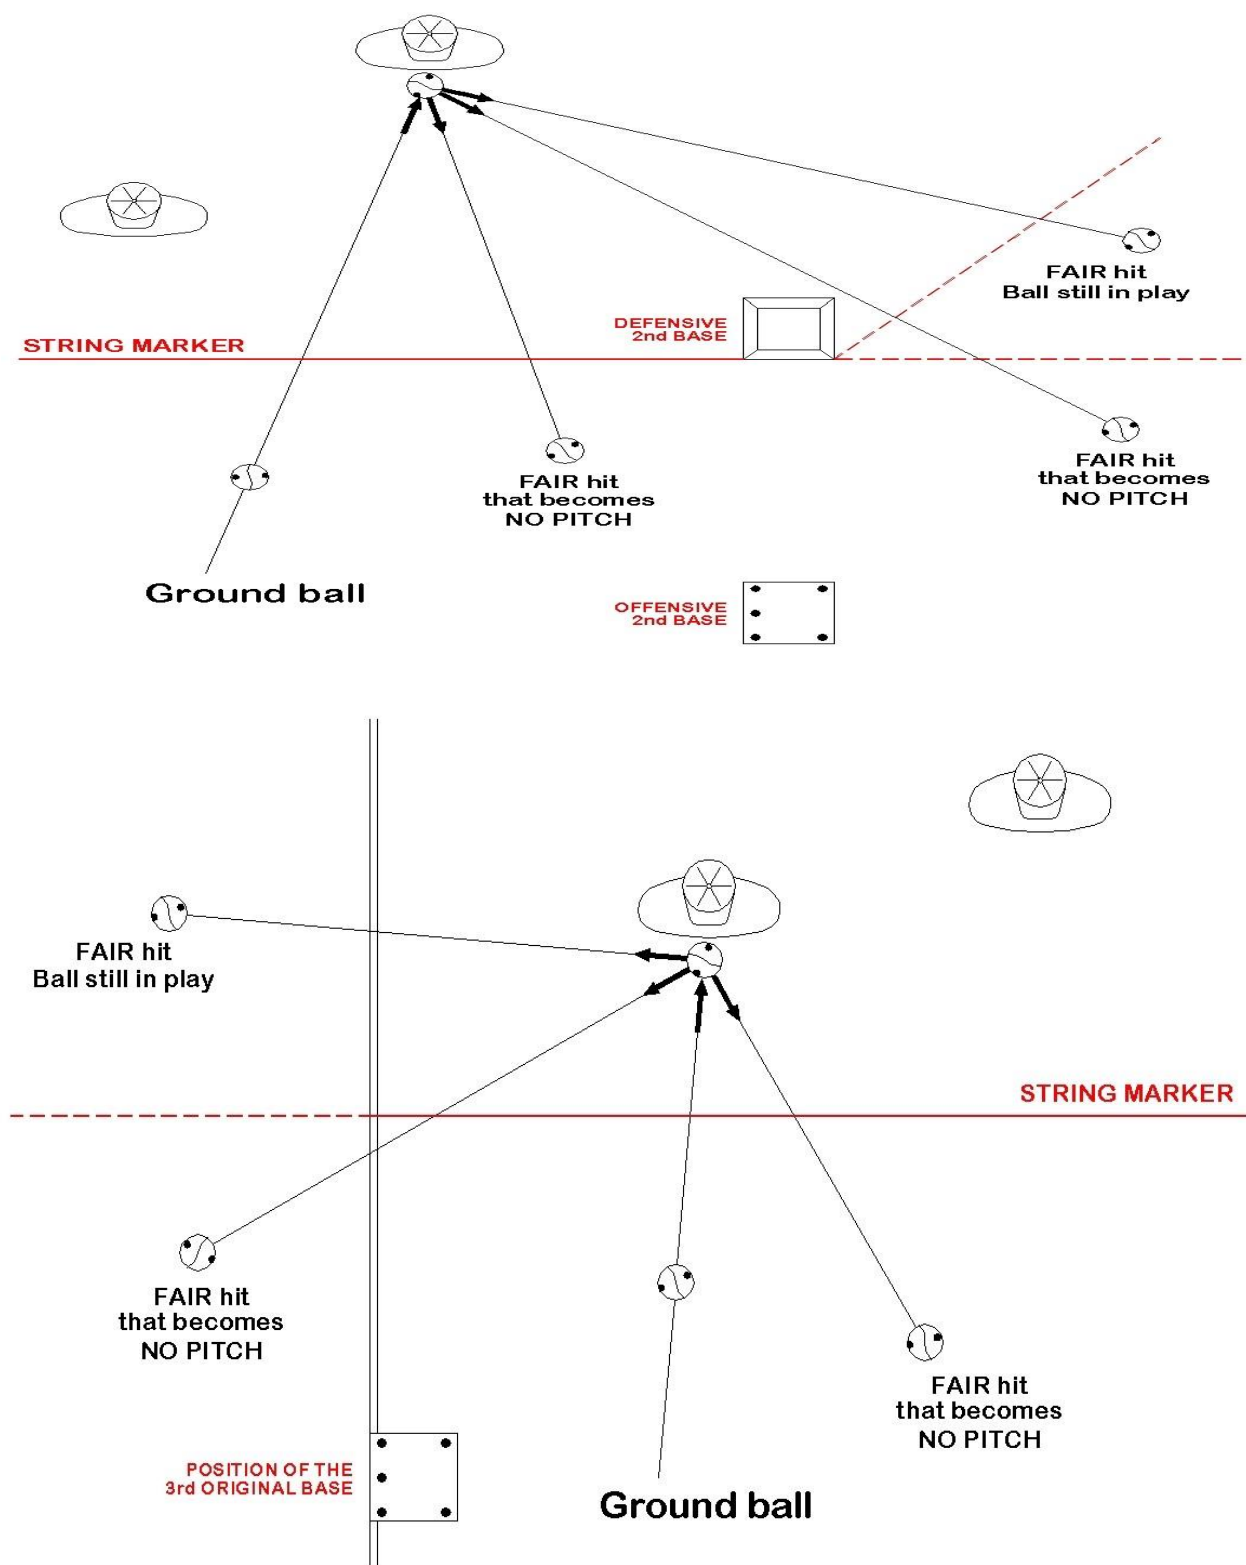 FAIR hit
Ball still in play
DEFENSIVE
2nd BASE
STRING MARKER
FAIR hit
that becomes
NO PITCH
FAIR hit
that becomes
NO PITCH
Ground ball
OFFENSIVE
2nd BASE
FAIR hit
Ball still in play
STRING MARKER
FAIR hit
that becomes
NO PITCH
FAIR hit
that becomes
NO PITCH
POSITION OF THE
3rd ORIGINAL BASE
Ground ball